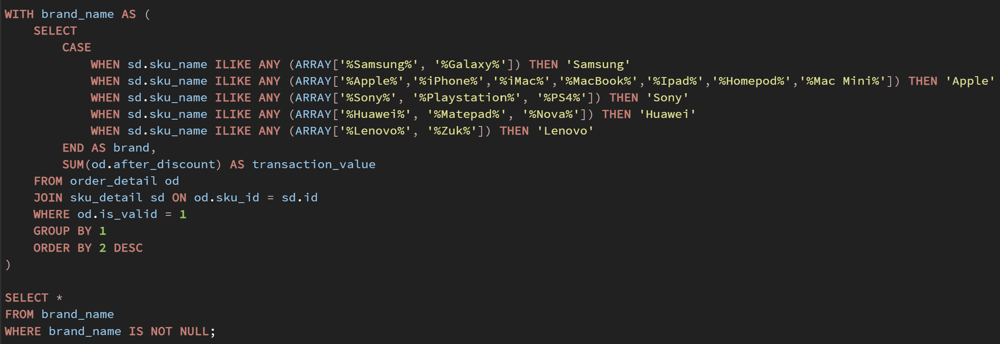 WITH brand_name AS (
    SELECT
        CASE
            WHEN sd.sku_name ILIKE ANY (ARRAY['%Samsung%', '%Galaxy%']) THEN 'Samsung'
            WHEN sd.sku_name ILIKE ANY (ARRAY['%Apple%','%iPhone%','%iMac%','%MacBook%','%Ipad%','%Homepod%','%Mac Mini%']) THEN 'Apple'
            WHEN sd.sku_name ILIKE ANY (ARRAY['%Sony%', '%Playstation%', '%PS4%']) THEN 'Sony'
            WHEN sd.sku_name ILIKE ANY (ARRAY['%Huawei%', '%Matepad%', '%Nova%']) THEN 'Huawei'
            WHEN sd.sku_name ILIKE ANY (ARRAY['%Lenovo%', '%Zuk%']) THEN 'Lenovo'
        END AS brand,
        SUM(od.after_discount) AS transaction_value
    FROM order_detail od
    JOIN sku_detail sd ON od.sku_id = sd.id
    WHERE od.is_valid = 1
    GROUP BY 1
    ORDER BY 2 DESC
)

SELECT *
FROM brand_name
WHERE brand_name IS NOT NULL;